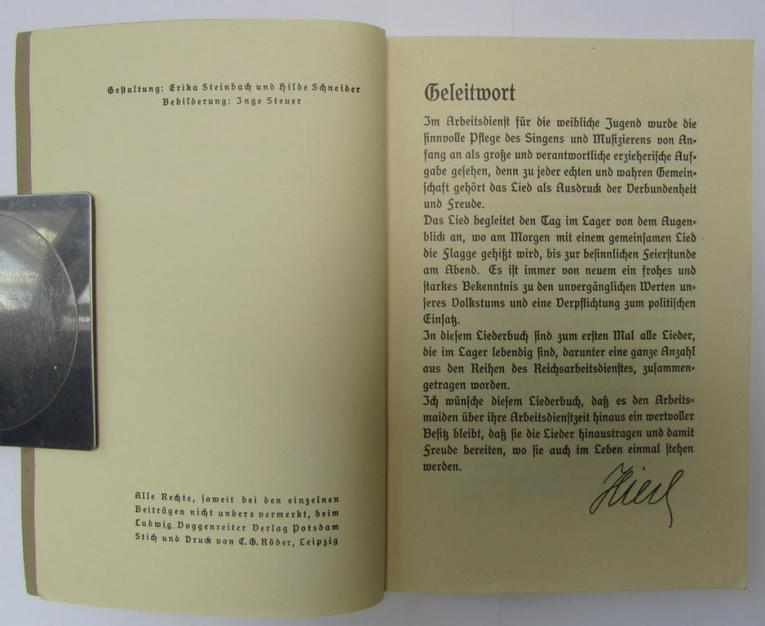 Gestaltung: Erika Steinbach und Hilde Schneider
Bebilderung: Inge Steuer
Alle Rechte, soweit bei den einzelnen
Beiträgen nicht anders vermerkt, beim
Ludwig Voggenreiter Verlag Potsdam
Stich und Druck von C.G. Röder, Leipzig
Geleitwort
Im Arbeitsdienst für die weibliche Jugend wurde die
sinnvolle Pflege des Singens und Musizierens von An-
fang an als große und verantwortliche erzieherische Auf-
gabe gesehen, denn zu jeder echten und wahren Gemein-
schaft gehört das Lied als Ausdruck der Verbundenheit
und Freude.
Das Lied begleitet den Tag im Lager von dem Augen-
blick an, wo am Morgen mit einem gemeinsamen Lied
die Flagge gehißt wird, bis zur besinnlichen Feierstunde
am Abend. Es ist immer von neuem ein frohes und
starkes Bekenntnis zu den unvergänglichen Werten un-
seres Volkstums und eine Verpflichtung zum politischen
Einsatz.
In diesem Liederbuch sind zum ersten Mal alle Lieder,
die im Lager lebendig sind, darunter eine ganze Anzahl
aus den Reihen des Reichsarbeitsdienstes, zusammen-
getragen worden.
Ich wünsche diesem Liederbuch, daß es den Arbeits-
maiden über ihre Arbeitsdienstzeit hinaus ein wertvoller
Besitz bleibt, daß sie die Lieder hinaustragen und damit
Freude bereiten, wo sie auch im Leben einmal stehen
werden.
Hierl